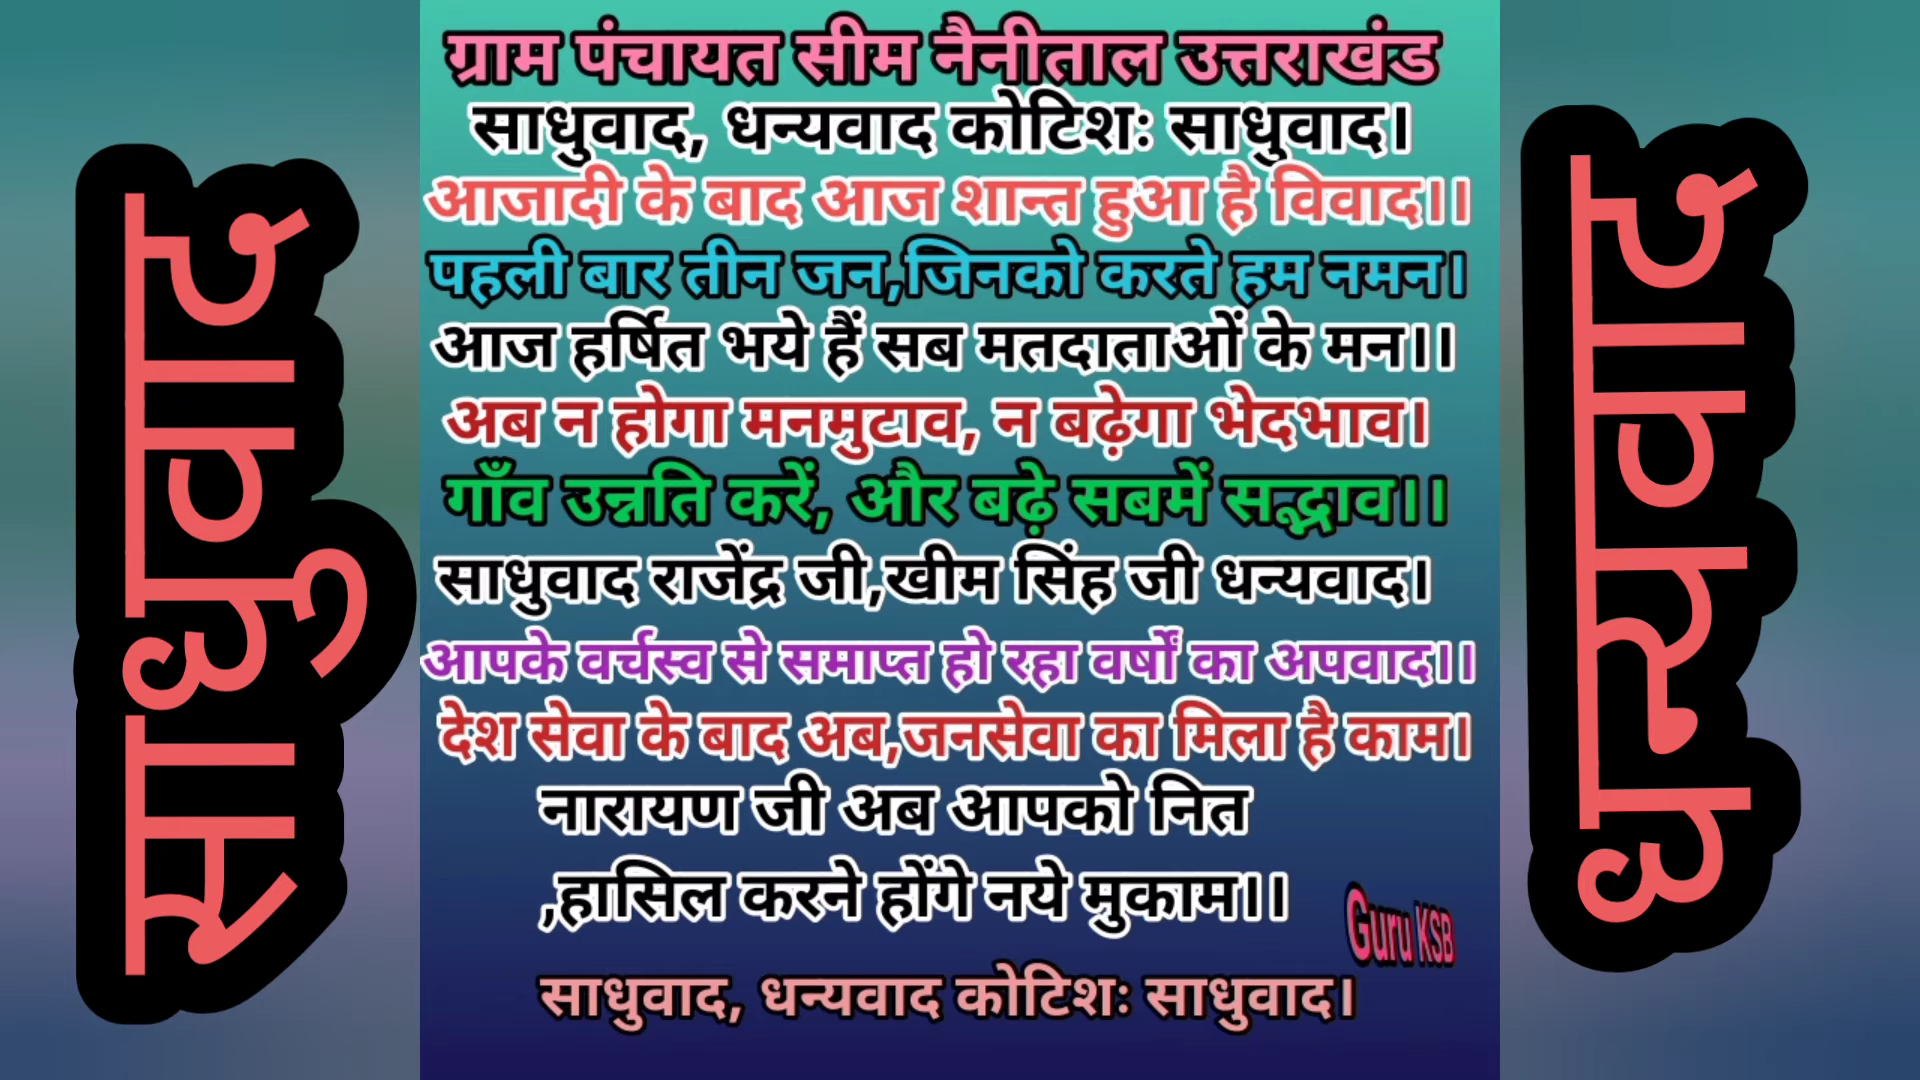 साधुवाद
ग्राम पंचायत सीम नैनीताल उत्तराखंड
साधुवाद, धन्यवाद कोटिशः साधुवाद।
आजादी के बाद आज शान्त हुआ है विवाद।।
पहली बार तीन जन,जिनको करते हम नमन।
आज हर्षित भये हैं सब मतदाताओं के मन।।
अब न होगा मनमुटाव, न बढ़ेगा भेदभाव।
गाँव उन्नति करें, और बढ़े सबमें सद्भाव।।
साधुवाद राजेंद्र जी,खीम सिंह जी धन्यवाद।
आपके वर्चस्व से समाप्त हो रहा वर्षों का अपवाद।।
देश सेवा के बाद अब,जनसेवा का मिला है काम।
नारायण जी अब आपको नित
,हासिल करने होंगे नये मुकाम।।
Guru KSB
साधुवाद, धन्यवाद कोटिशः साधुवाद।
धन्यवाद